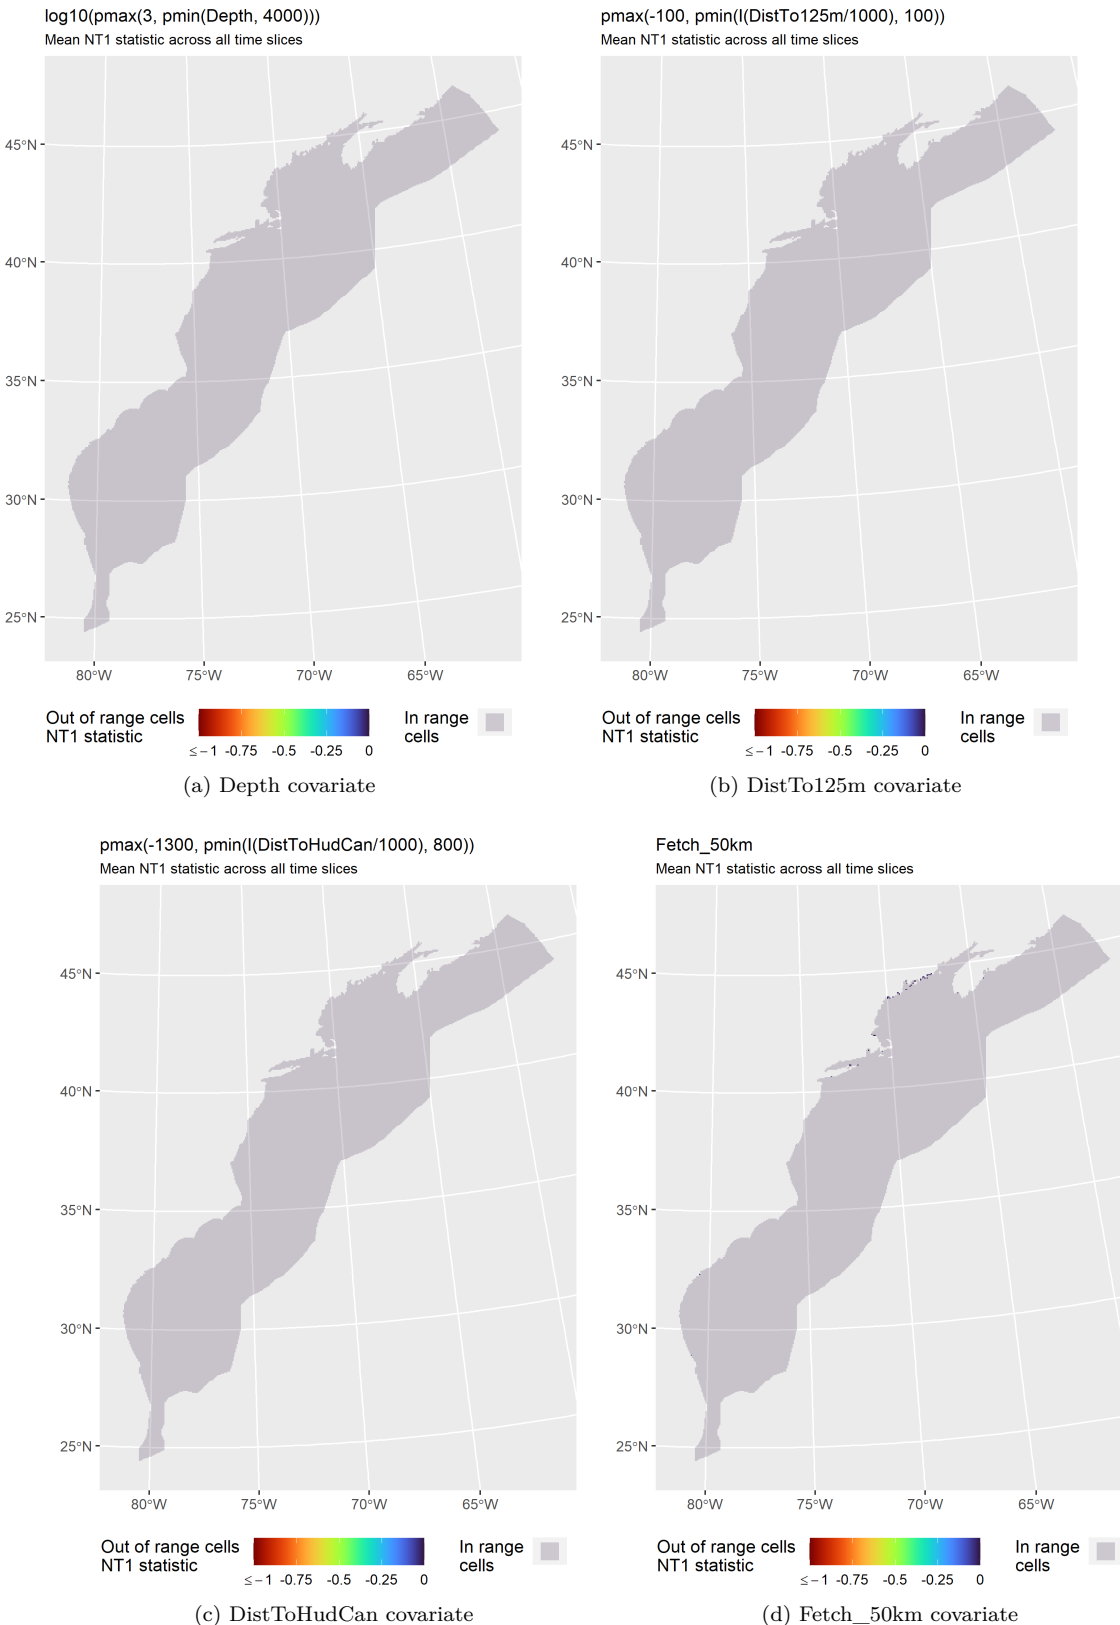 log10(pmax(3, pmin(Depth, 4000)))
Mean NT1 statistic across all time slices
45°N
40°N
35°N
30°N
25°N
80°W 75°W 70°W 65°W
Out of range cells
NT1 statistic
≤−1 -0.75 -0.5 -0.25 0
In range
cells
(a) Depth covariate
pmax(-100, pmin(I(DistTo125m/1000), 100))
Mean NT1 statistic across all time slices
45°N
40°N
35°N
30°N
25°N
80°W 75°W 70°W 65°W
Out of range cells
NT1 statistic
≤−1 -0.75 -0.5 -0.25 0
In range
cells
(b) DistTo125m covariate
pmax(-1300, pmin(I(DistToHudCan/1000), 800))
Mean NT1 statistic across all time slices
45°N
40°N
35°N
30°N
25°N
80°W 75°W 70°W 65°W
Out of range cells
NT1 statistic
≤−1 -0.75 -0.5 -0.25 0
In range
cells
(c) DistToHudCan covariate
Fetch_50km
Mean NT1 statistic across all time slices
45°N
40°N
35°N
30°N
25°N
80°W 75°W 70°W 65°W
Out of range cells
NT1 statistic
≤−1 -0.75 -0.5 -0.25 0
In range
cells
(d) Fetch_50km covariate